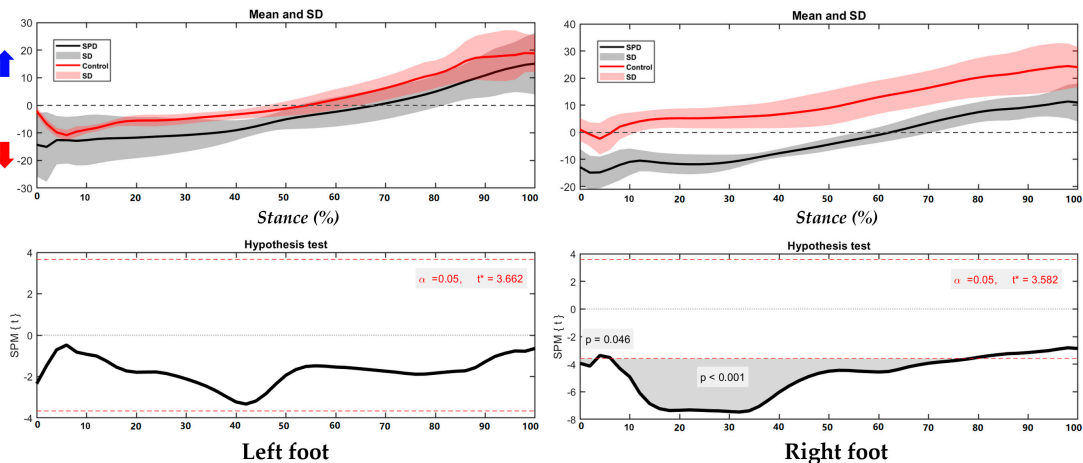 Mean and SD
30
20
10
0
-10
-20
-30
SPD
SD
Control
SD
0 10 20 30 40 50 60 70 80 90 100
Stance (%)
Mean and SD
40
30
20
10
0
-10
-20
SPD
SD
Control
SD
0 10 20 30 40 50 60 70 80 90 100
Stance (%)
Hypothesis test
4
2
0
-2
-4
SPM { t }
α =0.05, t* = 3.662
0 10 20 30 40 50 60 70 80 90 100
Left foot
Hypothesis test
4
2
0
-2
-4
-6
-8
SPM { t }
α =0.05, t* = 3.582
p = 0.046
p < 0.001
0 10 20 30 40 50 60 70 80 90 100
Right foot